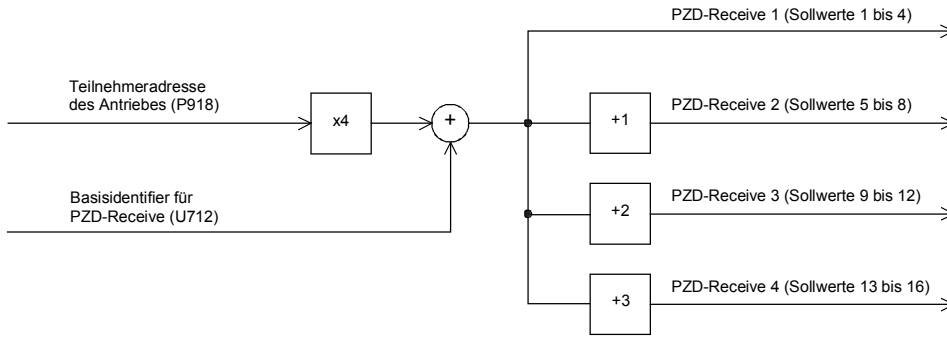 PZD-Receive 1 (Sollwerte 1 bis 4)
Teilnehmeradresse
des Antriebes (P918)
x4
+
+1
PZD-Receive 2 (Sollwerte 5 bis 8)
Basisidentifier für
PZD-Receive (U712)
+2
PZD-Receive 3 (Sollwerte 9 bis 12)
+3
PZD-Receive 4 (Sollwerte 13 bis 16)